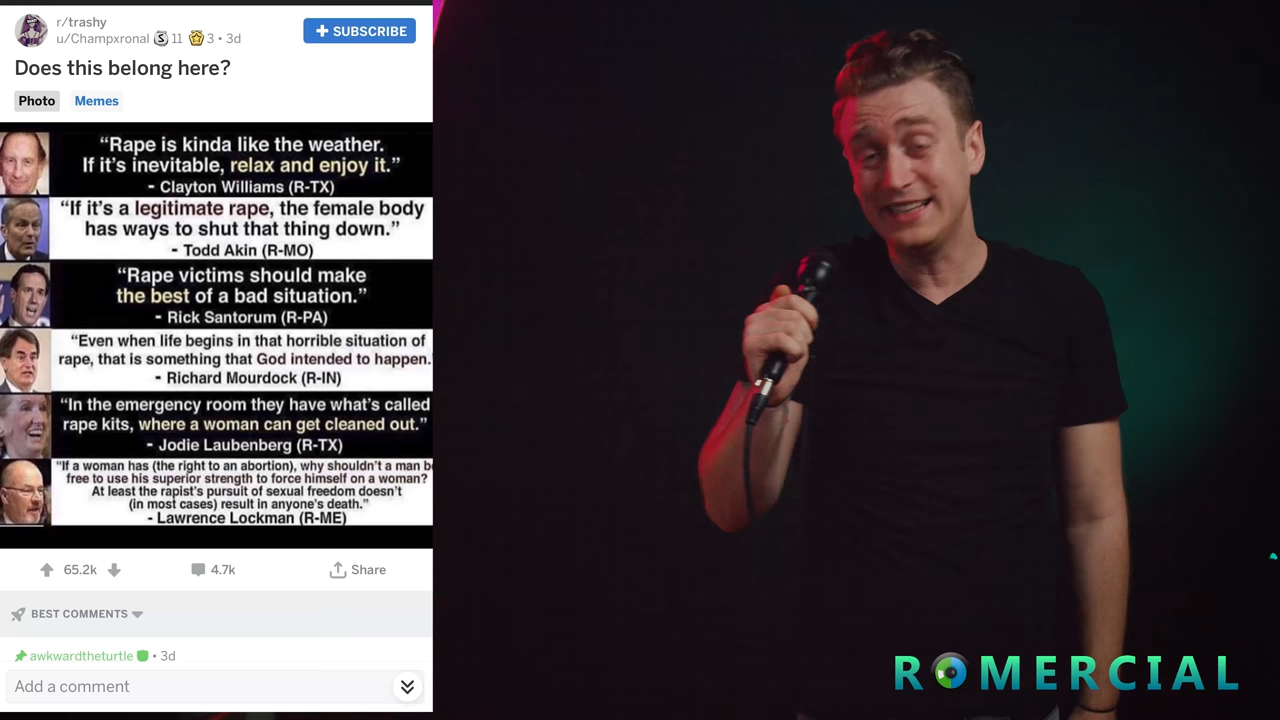 r/trashy
u/Champxronal S 11 3 • 3d
+ SUBSCRIBE
Does this belong here?
Photo Memes
“Rape is kinda like the weather.
If it’s inevitable, relax and enjoy it.”
- Clayton Williams (R-TX)
“If it’s a legitimate rape, the female body
has ways to shut that thing down.”
- Todd Akin (R-MO)
“Rape victims should make
the best of a bad situation.”
- Rick Santorum (R-PA)
“Even when life begins in that horrible situation of
rape, that is something that God intended to happen.
- Richard Mourdock (R-IN)
“In the emergency room they have what’s called
rape kits, where a woman can get cleaned out.”
- Jodie Laubenberg (R-TX)
"If a woman has (the right to an abortion), why shouldn’t a man be
free to use his superior strength to force himself on a woman?
At least the rapist’s pursuit of sexual freedom doesn’t
(in most cases) result in anyone’s death.”
- Lawrence Lockman (R-ME)
65.2k 4.7k Share
BEST COMMENTS
awkwardtheturtle • 3d
Add a comment
ROMERCIAL